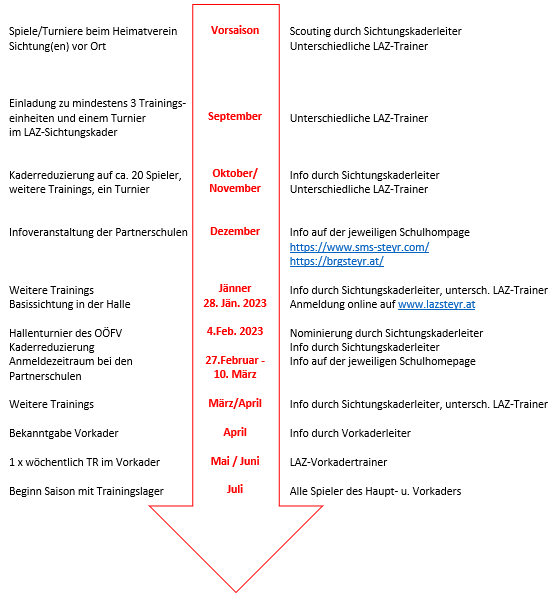 Spiele/Turniere beim Heimatverein Vorsaison Scouting durch Sichtungskaderleiter
Sichtung(en) vor Ort Unterschiedliche LAZ-Trainer
Einladung zu mindestens 3 Trainings-
einheiten und einem Turnier September Unterschiedliche LAZ-Trainer
im LAZ-Sichtungskader
Kaderreduzierung auf ca. 20 Spieler, Oktober/ Info durch Sichtungskaderleiter
weitere Trainings, ein Turnier November Unterschiedliche LAZ-Trainer
Infoveranstaltung der Partnerschulen Dezember Info auf der jeweiligen Schulhompage
https://www.sms-steyr.com/
https://brgsteyr.at/
Weitere Trainings Jänner Info durch Sichtungskaderleiter, untersch. LAZ-Trainer
Basissichtung in der Halle 28. Jän. 2023 Anmeldung online auf www.lazsteyr.at
Hallenturnier des OÖFV 4.Feb. 2023 Nominierung durch Sichtungskaderleiter
Kaderreduzierung Info durch Sichtungskaderleiter
Anmeldezeitraum bei den 27.Februar - Info auf der jeweiligen Schulhomepage
Partnerschulen 10. März
Weitere Trainings März/April Info durch Sichtungskaderleiter, untersch. LAZ-Trainer
Bekanntgabe Vorkader April Info durch Vorkaderleiter
1 x wöchentlich TR im Vorkader Mai / Juni LAZ-Vorkadertrainer
Beginn Saison mit Trainingslager Juli Alle Spieler des Haupt- u. Vorkaders